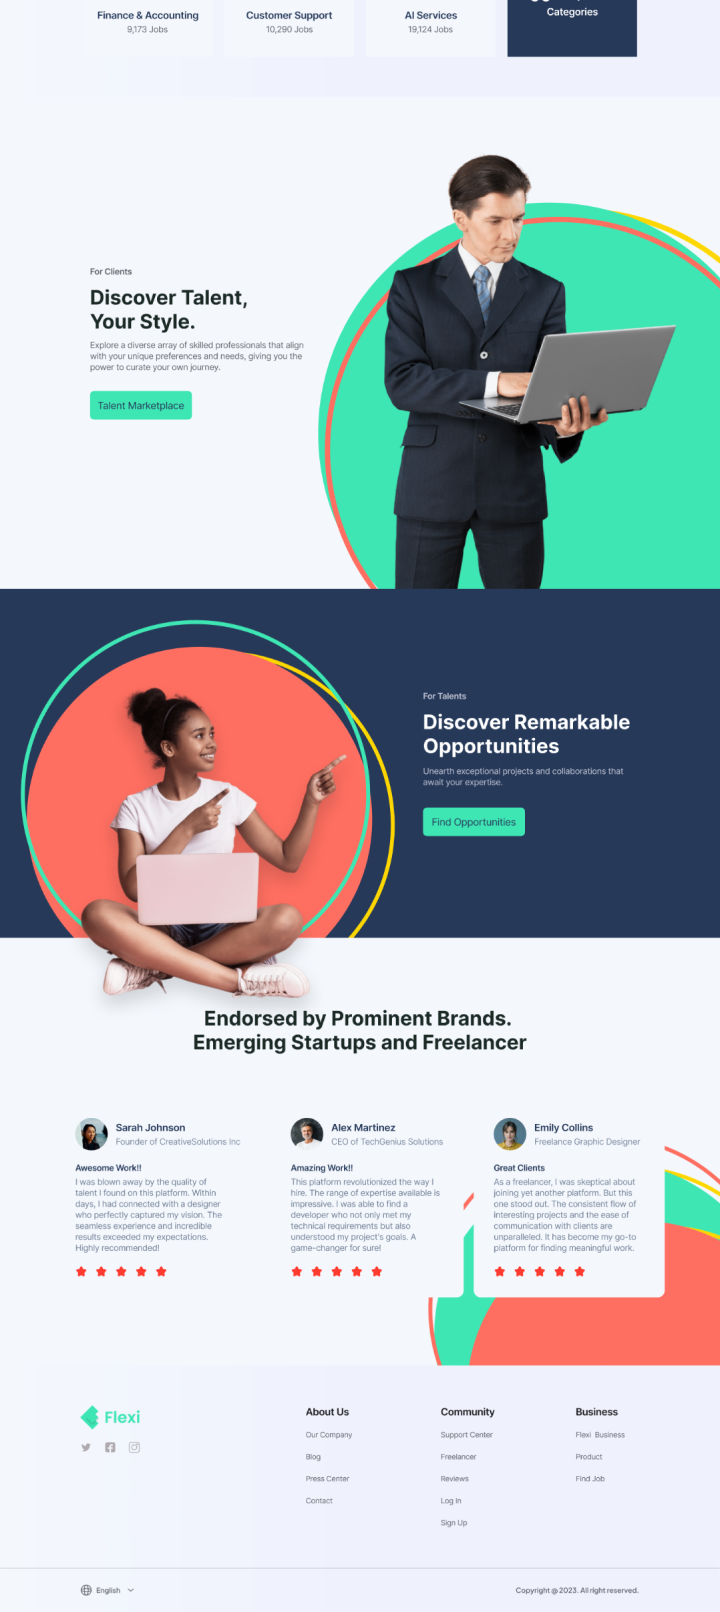 Finance & Accounting
9,173 Jobs
Customer Support
10,290 Jobs
AI Services
19,124 Jobs
Categories
For Clients
Discover Talent,
Your Style.
Explore a diverse array of skilled professionals that align
with your unique preferences and needs, giving you the
power to curate your own journey.
Talent Marketplace
For Talents
Discover Remarkable
Opportunities
Unearth exceptional projects and collaborations that
await your expertise.
Find Opportunities
Endorsed by Prominent Brands.
Emerging Startups and Freelancer
Sarah Johnson
Founder of CreativeSolutions Inc
Awesome Work!!
I was blown away by the quality of
talent I found on this platform. Within
days, I had connected with a designer
who perfectly captured my vision. The
seamless experience and incredible
results exceeded my expectations.
Highly recommended!
Alex Martinez
CEO of TechGenius Solutions
Amazing Work!!
This platform revolutionized the way I
hire. The range of expertise available is
impressive. I was able to find a
developer who not only met my
technical requirements but also
understood my project's goals. A
game-changer for sure!
Emily Collins
Freelance Graphic Designer
Great Clients
As a freelancer, I was skeptical about
joining yet another platform. But this
one stood out. The consistent flow of
interesting projects and the ease of
communication with clients are
unparalleled. It has become my go-to
platform for finding meaningful work.
Flexi
About Us
Our Company
Blog
Press Center
Contact
Community
Support Center
Freelancer
Reviews
Log In
Sign Up
Business
Flexi Business
Product
Find Job
English
Copyright @ 2023. All right reserved.